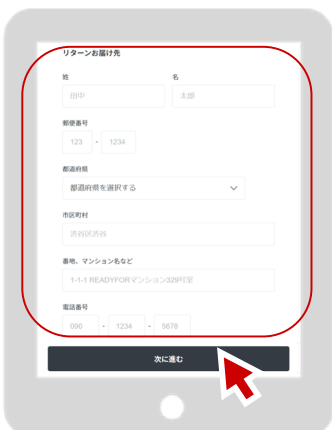 リターンお届け先
姓 名
田中 太郎
郵便番号
123 - 1234
都道府県
都道府県を選択する
市区町村
渋谷区渋谷
番地、マンション名など
1-1-1 READYFORマンション329号室
電話番号
090 - 1234 - 5678
次に進む